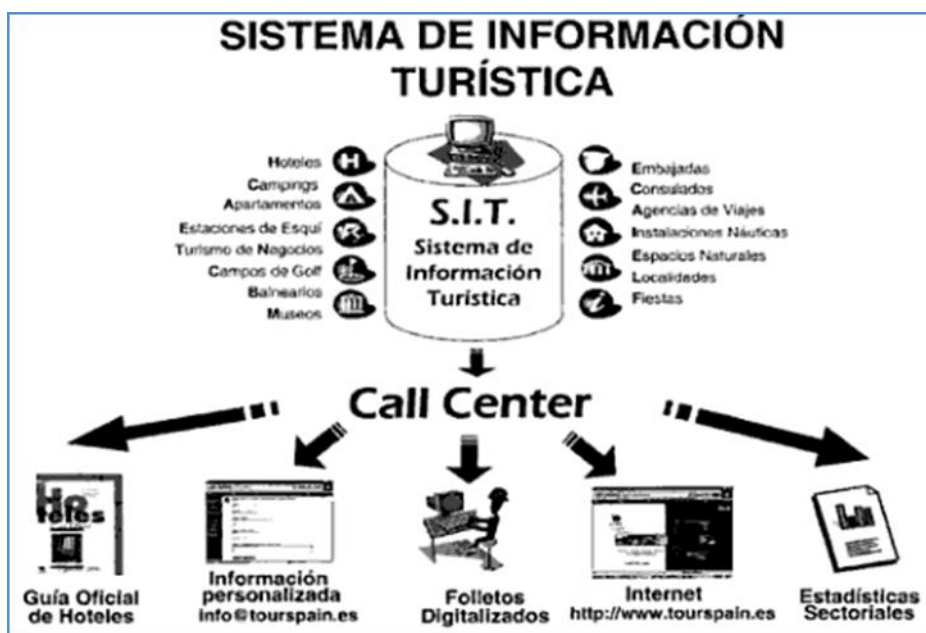 SISTEMA DE INFORMACIÓN
TURÍSTICA
Hoteles
Campings
Apartamentos
Estaciones de Esquí
Turismo de Negocios
Campos de Golf
Balnearios
Museos
S.I.T.
Sistema de
Información
Turística
Embajadas
Consulados
Agencias de Viajes
Instalaciones Náuticas
Espacios Naturales
Localidades
Fiestas
Call Center
Ho
teles
Guía Oficial
de Hoteles
Información
personalizada
info@tourspain.es
Folletos
Digitalizados
Internet
http://www.tourspain.es
Estadísticas
Sectoriales